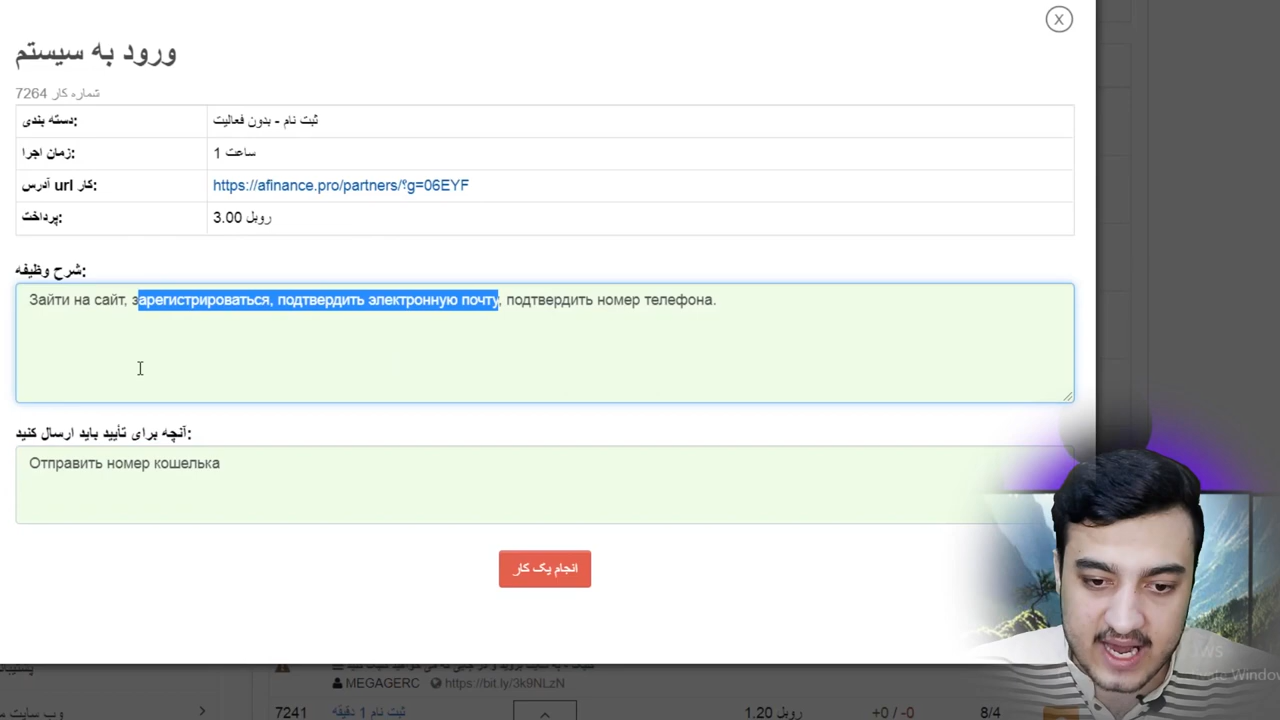 X
ورود به سیستم
شماره کار 7264
دسته بندی: ثبت نام - بدون فعالیت
زمان اجرا: ساعت 1
کار url آدرس: https://afinance.pro/partners/?g=06EYF
پرداخت: روبل 3.00
شرح وظیفه:
Зайти на сайт, зарегистрироваться, подтвердить электронную почту, подтвердить номер телефона.
آنچه برای تأیید باید ارسال کنید:
Отправить номер кошелька
انجام یک کار
MEGAGERC https://bit.ly/3k9NLzN
7241 ثبت نام 1 دقیقه روبل 1.20 +0 / -0 8/4
وب سایت